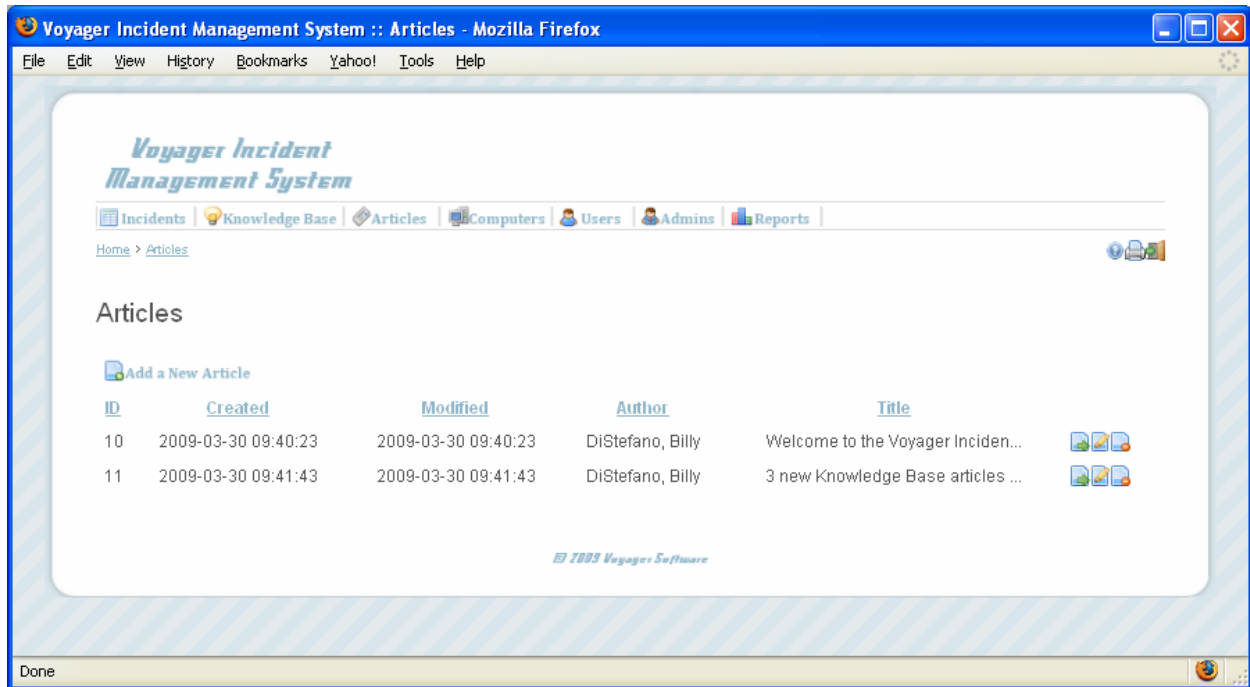 Voyager Incident Management System :: Articles - Mozilla Firefox
File Edit View History Bookmarks Yahoo! Tools Help
Voyager Incident
Management System
Incidents Knowledge Base Articles Computers Users Admins Reports
Home > Articles
Articles
Add a New Article
ID Created Modified Author Title
10 2009-03-30 09:40:23 2009-03-30 09:40:23 DiStefano, Billy Welcome to the Voyager Inciden...
11 2009-03-30 09:41:43 2009-03-30 09:41:43 DiStefano, Billy 3 new Knowledge Base articles ...
© 2009 Voyager Software
Done